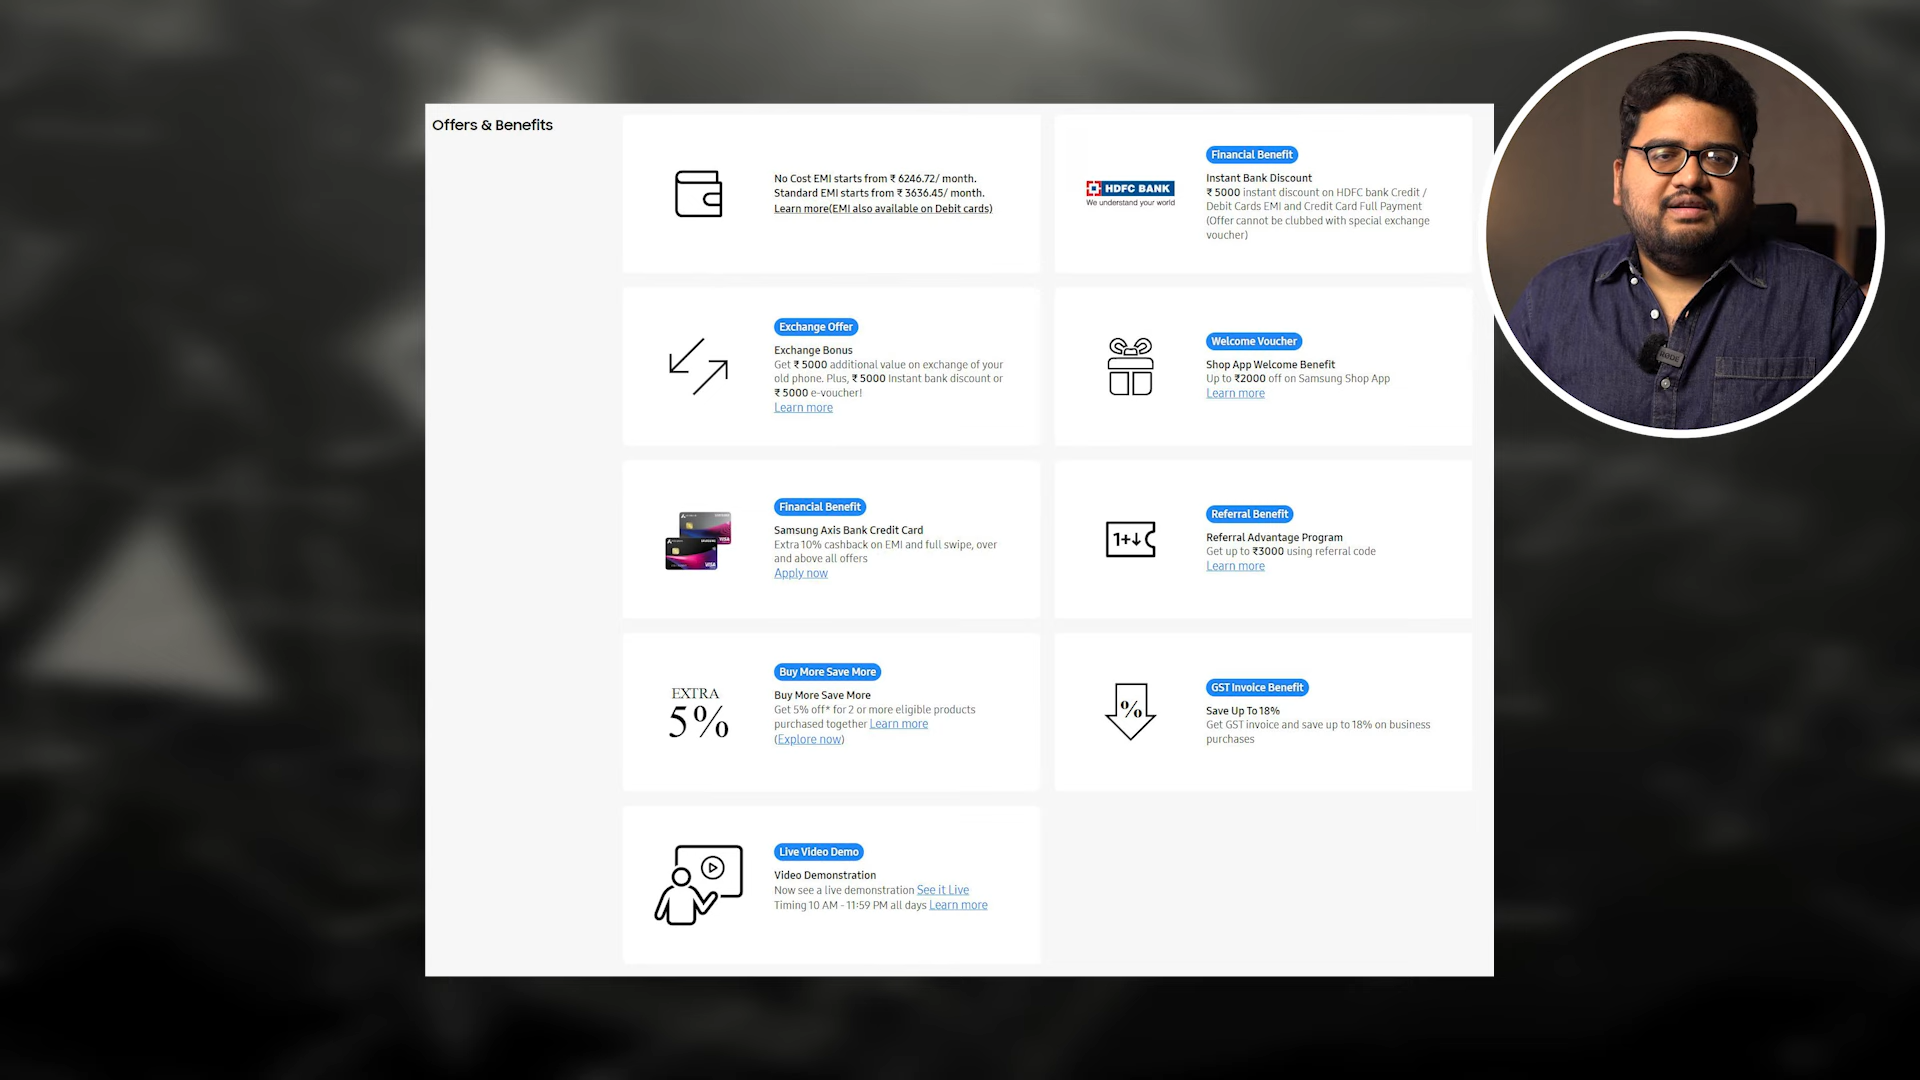 Offers & Benefits
No Cost EMI starts from ₹ 6246.72/ month.
Standard EMI starts from ₹ 3636.45/ month.
Learn more(EMI also available on Debit cards)
HDFC BANK
We understand your world
Financial Benefit
Instant Bank Discount
₹ 5000 instant discount on HDFC bank Credit /
Debit Cards EMI and Credit Card Full Payment
(Offer cannot be clubbed with special exchange
voucher)
Exchange Offer
Exchange Bonus
Get ₹ 5000 additional value on exchange of your
old phone. Plus, ₹ 5000 Instant bank discount or
₹ 5000 e-voucher!
Learn more
Welcome Voucher
Shop App Welcome Benefit
Up to ₹2000 off on Samsung Shop App
Learn more
VISA
VISA
Financial Benefit
Samsung Axis Bank Credit Card
Extra 10% cashback on EMI and full swipe, over
and above all offers
Apply now
1+↓
Referral Benefit
Referral Advantage Program
Get up to ₹3000 using referral code
Learn more
EXTRA
5%
Buy More Save More
Buy More Save More
Get 5% off* for 2 or more eligible products
purchased together Learn more
(Explore now)
%
GST Invoice Benefit
Save Up To 18%
Get GST invoice and save up to 18% on business
purchases
Live Video Demo
Video Demonstration
Now see a live demonstration See it Live
Timing 10 AM - 11:59 PM all days Learn more
RØDE